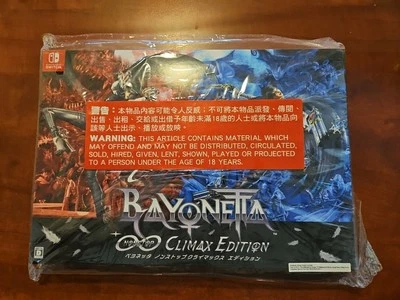 警告：本物品內容可能令人反感；不可將本物品派發、傳閱、
出售、出租、交給或出借予年齡未滿18歲的人士或將本物品向
該等人士出示、播放或放映。
WARNING: THIS ARTICLE CONTAINS MATERIAL WHICH
MAY OFFEND AND MAY NOT BE DISTRIBUTED, CIRCULATED,
SOLD, HIRED, GIVEN, LENT, SHOWN, PLAYED OR PROJECTED
TO A PERSON UNDER THE AGE OF 18 YEARS.
BAYONETTA
NONSTOP CLIMAX EDITION
ベヨネッタ ノンストップ クライマックス エディション
D